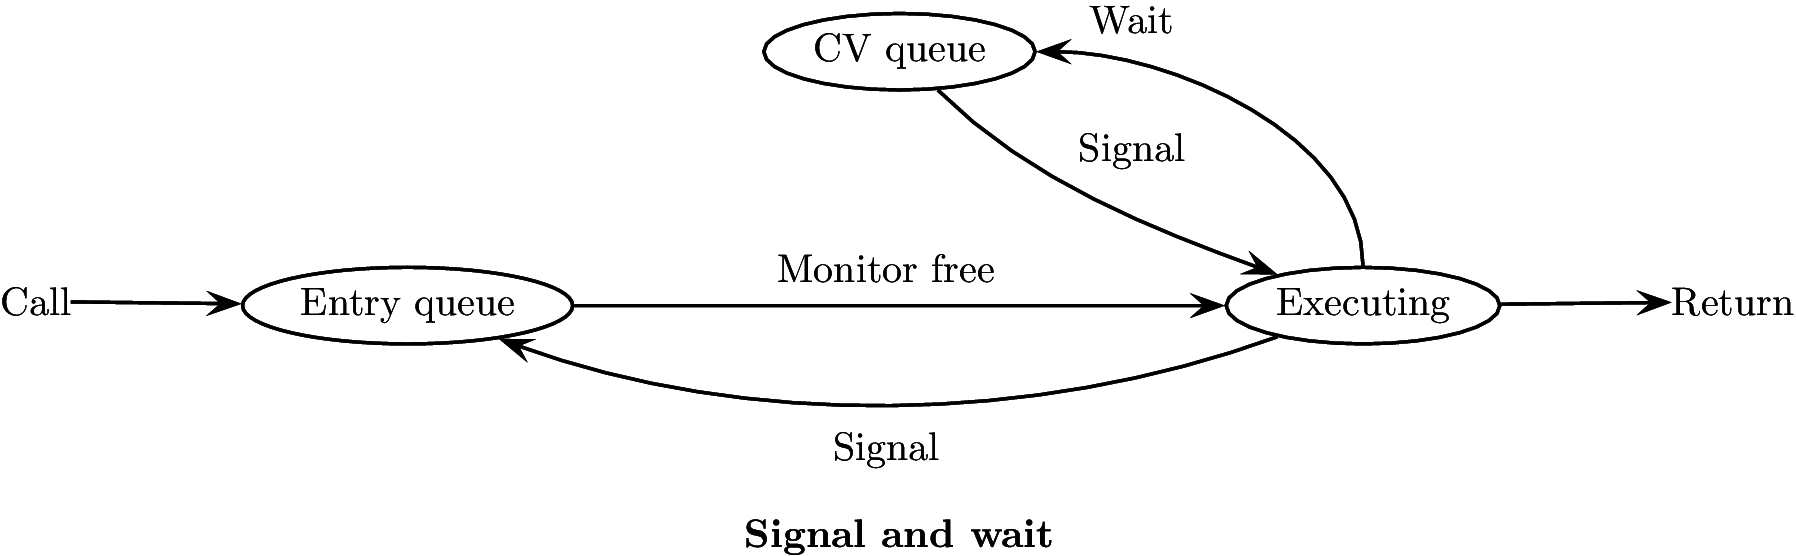 Wait
CV queue
Signal
Monitor free
Call
Entry queue
Executing
Return
Signal
Signal and wait